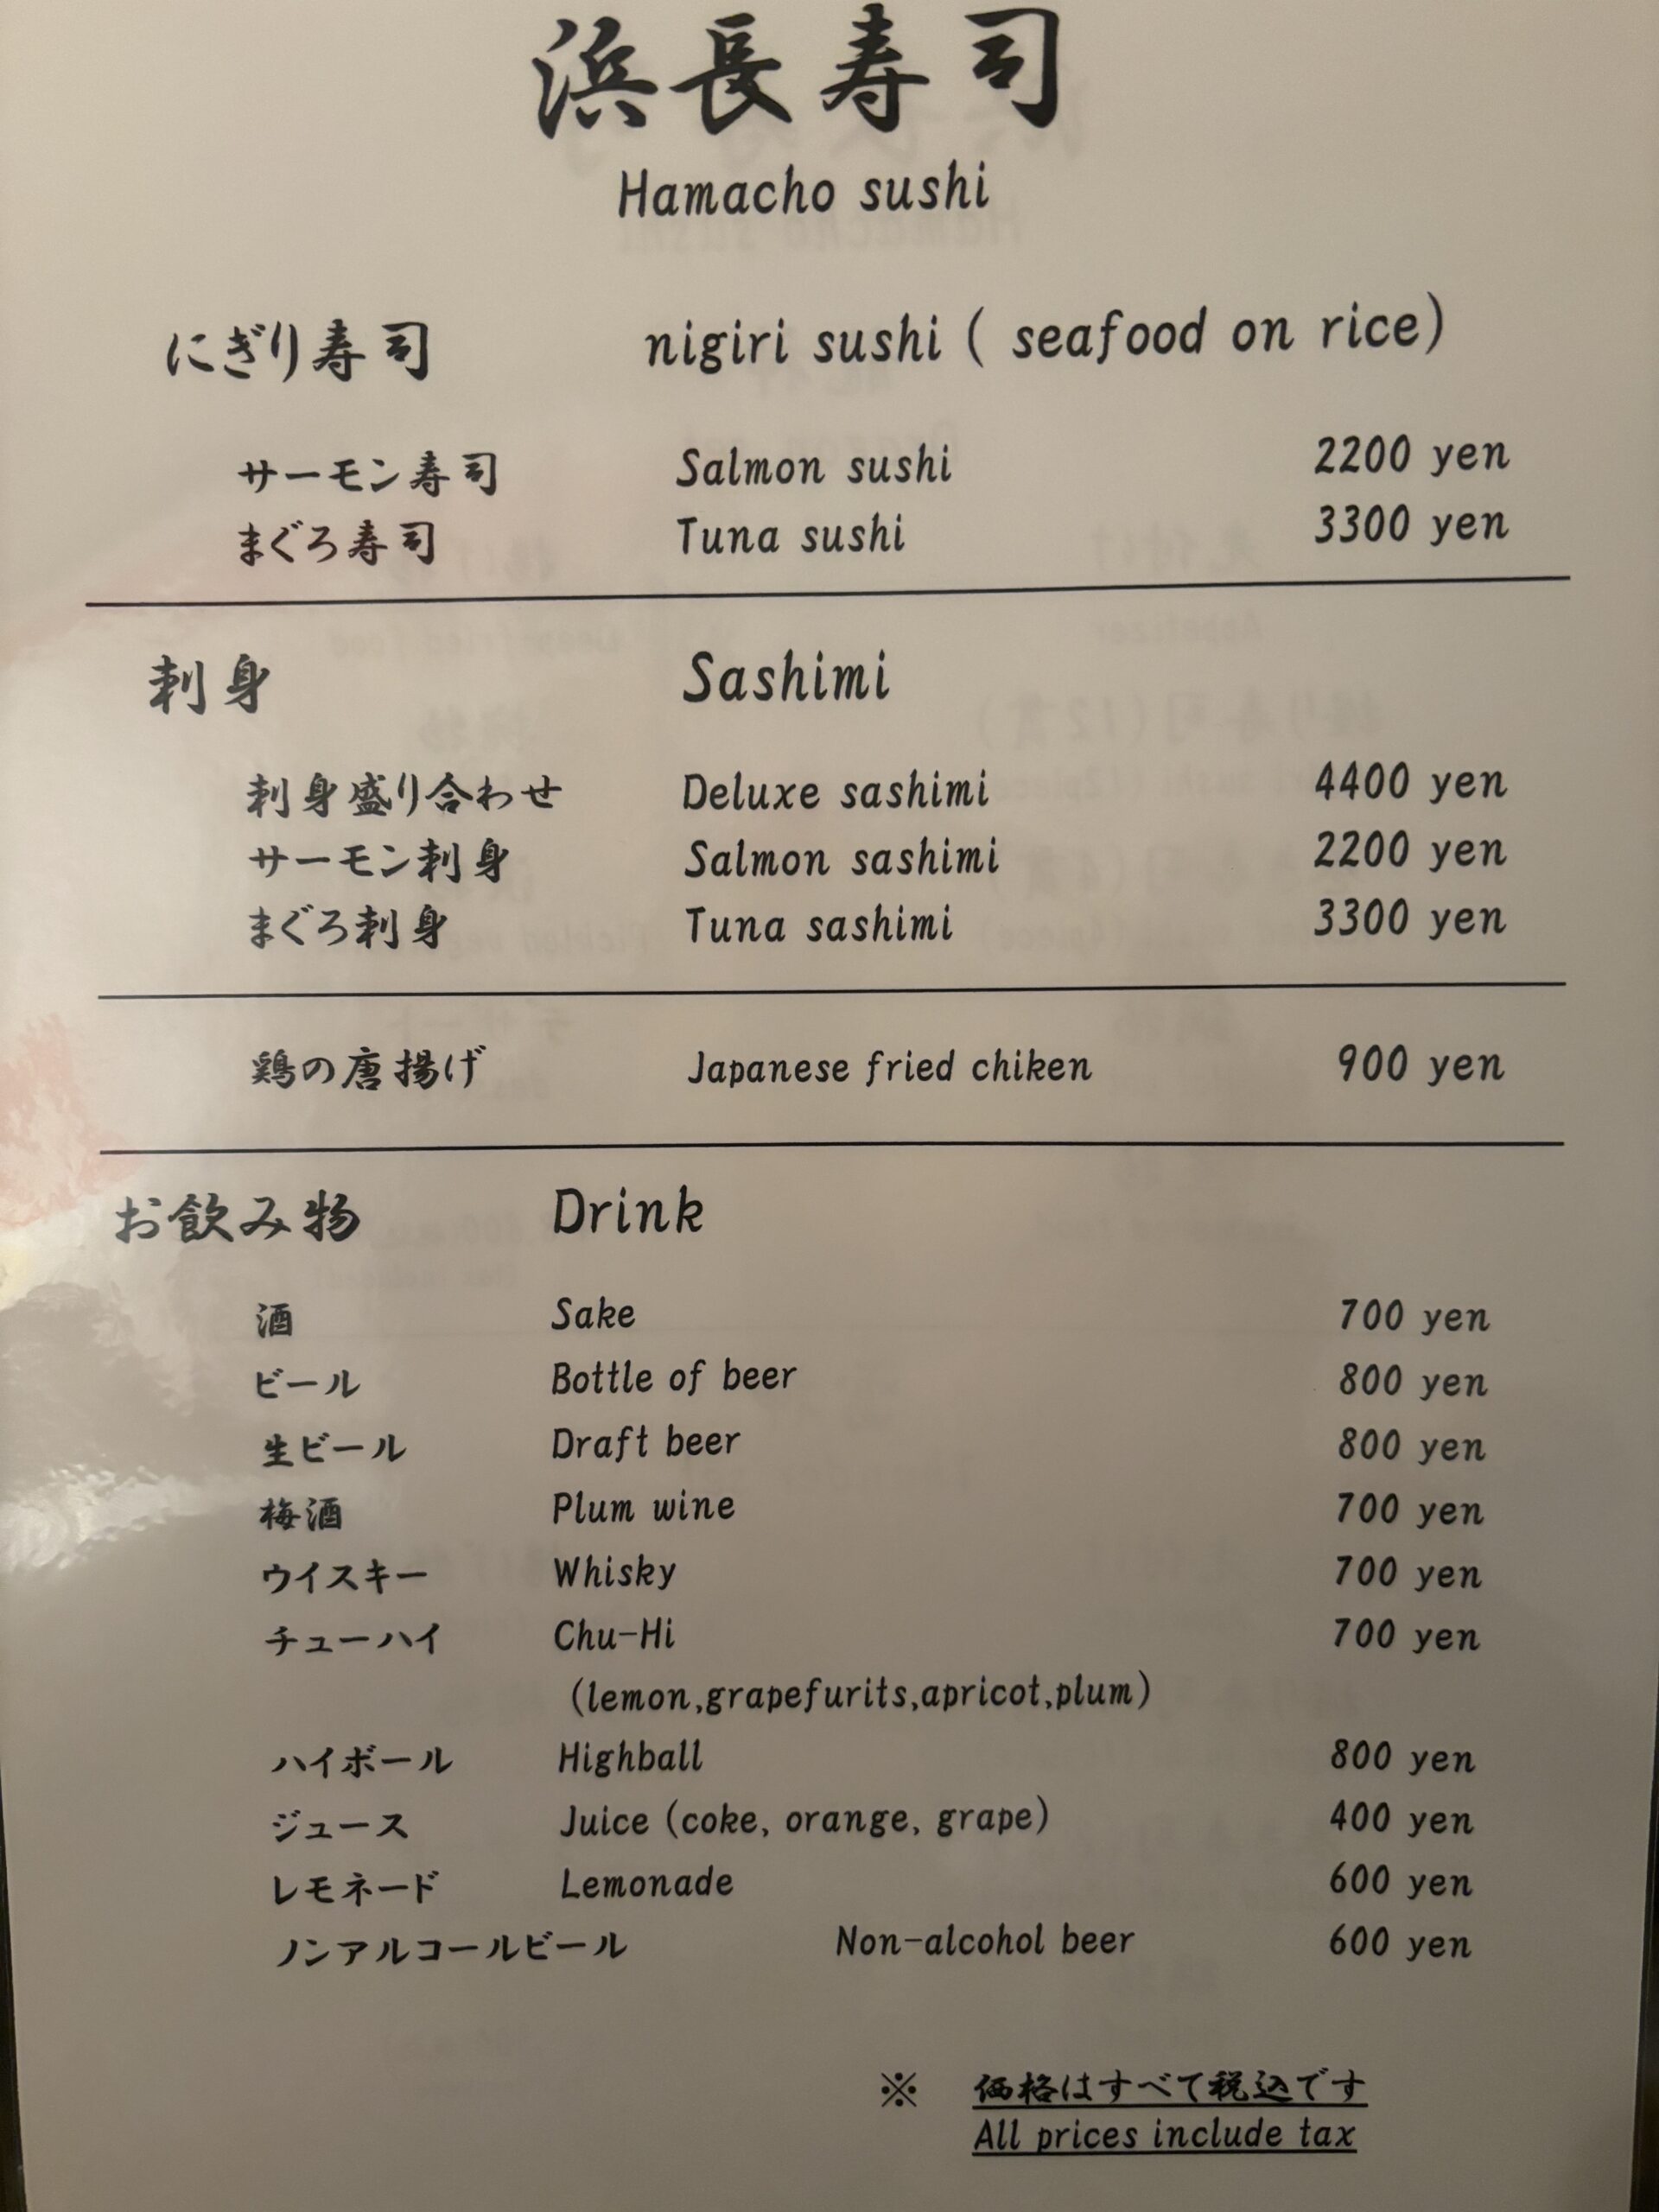 浜長寿司
Hamacho sushi
にぎり寿司 nigiri sushi ( seafood on rice)
サーモン寿司 Salmon sushi 2200 yen
まぐろ寿司 Tuna sushi 3300 yen
刺身 Sashimi
刺身盛り合わせ Deluxe sashimi 4400 yen
サーモン刺身 Salmon sashimi 2200 yen
まぐろ刺身 Tuna sashimi 3300 yen
鶏の唐揚げ Japanese fried chiken 900 yen
お飲み物 Drink
酒 Sake 700 yen
ビール Bottle of beer 800 yen
生ビール Draft beer 800 yen
梅酒 Plum wine 700 yen
ウイスキー Whisky 700 yen
チューハイ Chu-Hi 700 yen
(lemon,grapefurits,apricot,plum)
ハイボール Highball 800 yen
ジュース Juice (coke, orange, grape) 400 yen
レモネード Lemonade 600 yen
ノンアルコールビール Non-alcohol beer 600 yen
※ 価格はすべて税込です
All prices include tax